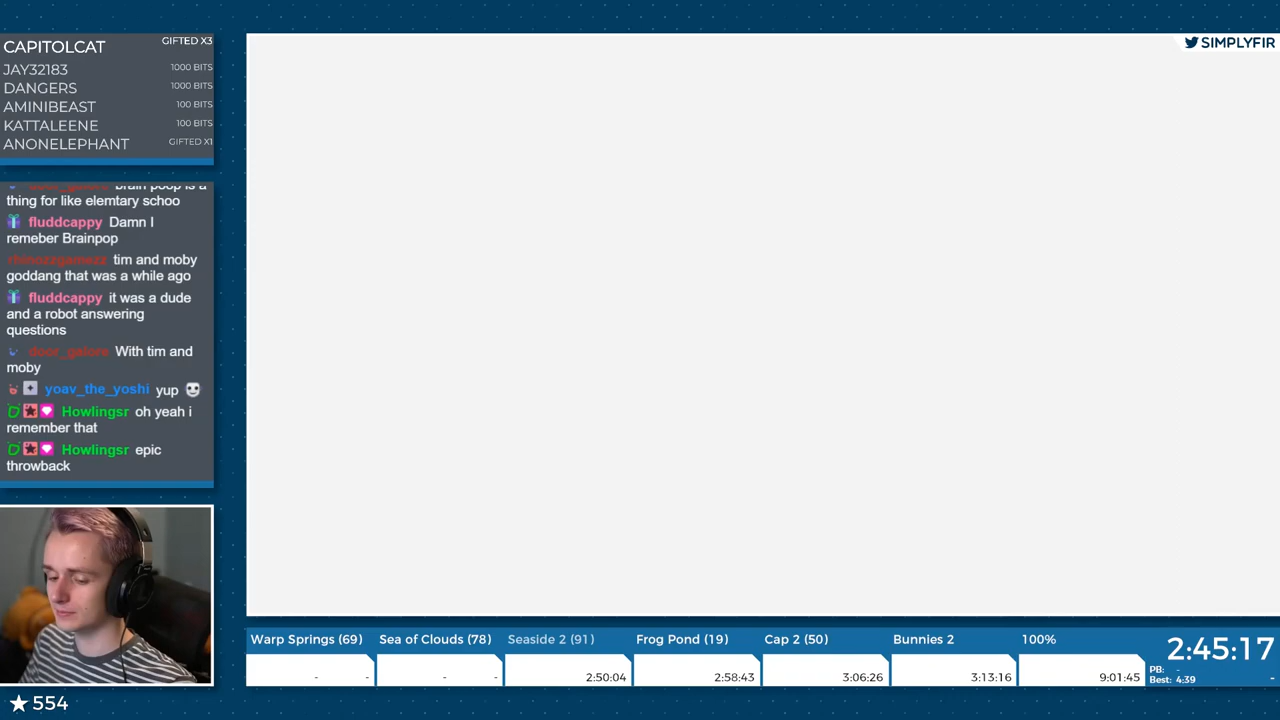 CAPITOLCAT GIFTED X3
JAY32183 1000 BITS
DANGERS 1000 BITS
AMINIBEAST 100 BITS
KATTALEENE 100 BITS
ANONELEPHANT GIFTED X1
SIMPLYFIR
thing for like elemtary schoo
fluddcappy Damn I
remeber Brainpop
rhinozzgamezz tim and moby
goddang that was a while ago
fluddcappy it was a dude
and a robot answering
questions
door_galore With tim and
moby
yoav_the_yoshi yup
Howlingsr oh yeah i
remember that
Howlingsr epic
throwback
Warp Springs (69) Sea of Clouds (78) Seaside 2 (91) Frog Pond (19) Cap 2 (50) Bunnies 2 100%
- - - - 2:50:04 2:58:43 3:06:26 3:13:16 9:01:45
2:45:17
PB: -
Best: 4:39 -
554